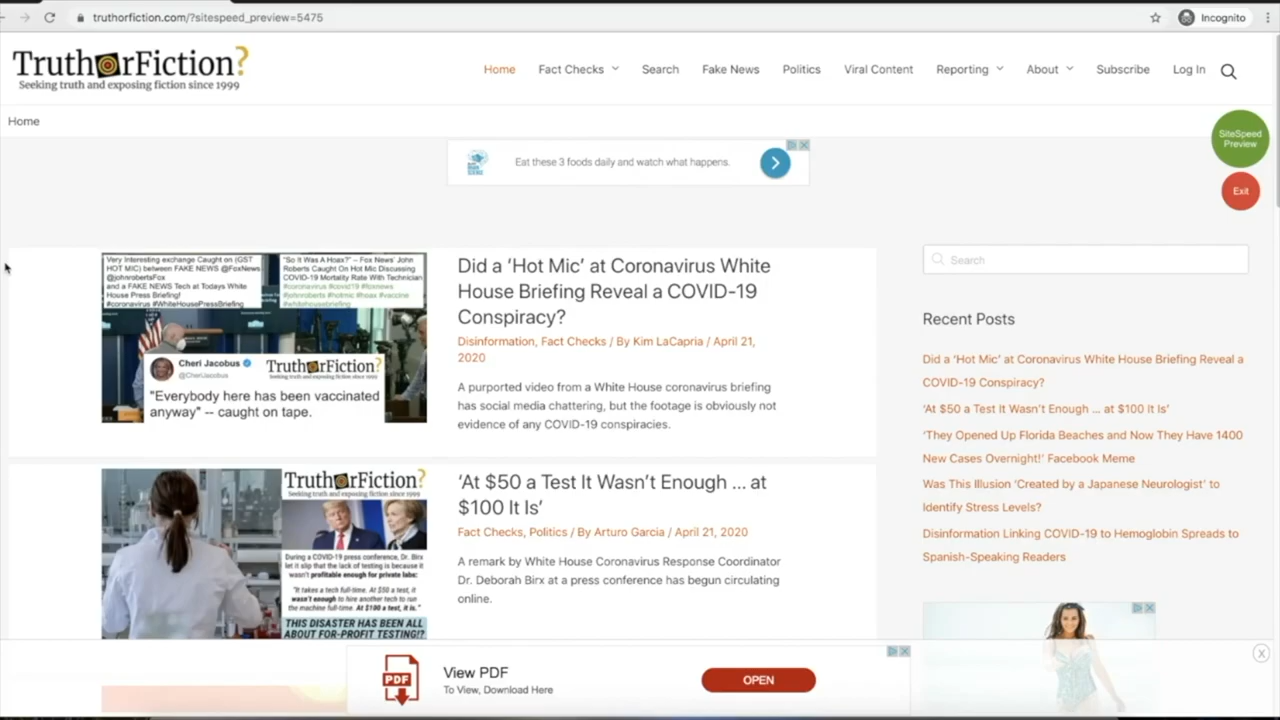 truthorfiction.com/?sitespeed_preview=5475
Incognito
TruthorFiction?
Seeking truth and exposing fiction since 1999
Home
Fact Checks
Search
Fake News
Politics
Viral Content
Reporting
About
Subscribe
Log In
Home
SiteSpeed
Preview
Exit
Eat these 3 foods daily and watch what happens.
Very Interesting exchange Caught on (GST
HOT MIC) between FAKE NEWS @FoxNews
@johnrobertsFox
and a FAKE NEWS Tech at Todays White
House Press Briefing!
#coronavirus #WhiteHousePressBriefing
"So It Was A Hoax?" – Fox News' John
Roberts Caught On Hot Mic Discussing
COVID-19 Mortality Rate With Technician
#coronavirus #covid19 #foxnews
#johnroberts #hotmic #hoax #vaccine
#whitehousebriefing
Cheri Jacobus
@CheriJacobus
TruthorFiction?
Seeking truth and exposing fiction since 1999
"Everybody here has been vaccinated
anyway" -- caught on tape.
Did a ‘Hot Mic’ at Coronavirus White
House Briefing Reveal a COVID-19
Conspiracy?
Disinformation, Fact Checks / By Kim LaCapria / April 21,
2020
A purported video from a White House coronavirus briefing
has social media chattering, but the footage is obviously not
evidence of any COVID-19 conspiracies.
TruthorFiction?
Seeking truth and exposing fiction since 1999
During a COVID-19 press conference, Dr. Birx
let it slip that the lack of testing is because it
wasn't profitable enough for private labs:
"It takes a tech full-time. At $50 a test, it
wasn't enough to hire another tech to run
the machine full-time. At $100 a test, it is."
THIS DISASTER HAS BEEN ALL
ABOUT FOR-PROFIT TESTING!?
‘At $50 a Test It Wasn’t Enough ... at
$100 It Is’
Fact Checks, Politics / By Arturo Garcia / April 21, 2020
A remark by White House Coronavirus Response Coordinator
Dr. Deborah Birx at a press conference has begun circulating
online.
Search
Recent Posts
Did a ‘Hot Mic’ at Coronavirus White House Briefing Reveal a
COVID-19 Conspiracy?
‘At $50 a Test It Wasn’t Enough ... at $100 It Is’
‘They Opened Up Florida Beaches and Now They Have 1400
New Cases Overnight!’ Facebook Meme
Was This Illusion ‘Created by a Japanese Neurologist’ to
Identify Stress Levels?
Disinformation Linking COVID-19 to Hemoglobin Spreads to
Spanish-Speaking Readers
PDF
View PDF
To View, Download Here
OPEN